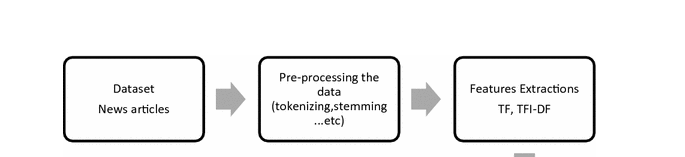 Dataset
News articles
Pre-processing the
data
(tokenizing,stemming
...etc)
Features Extractions
TF, TFI-DF